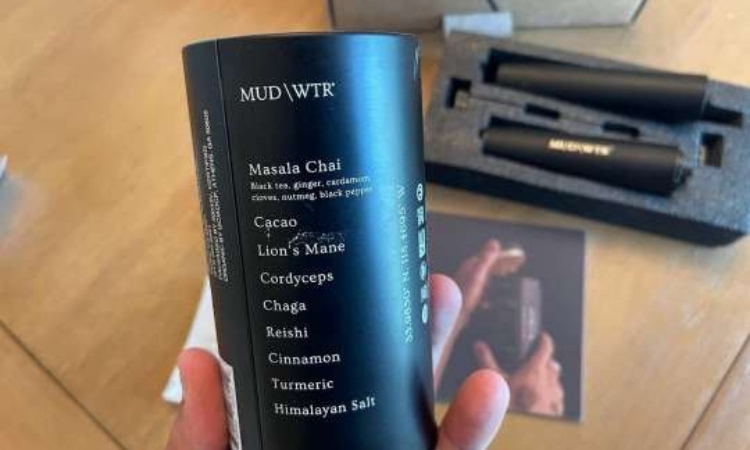 MUD\WTR
Masala Chai
Black tea, ginger, cardamom,
cloves, nutmeg, black pepper
Cacao
Lion's Mane
Cordyceps
Chaga
Reishi
Cinnamon
Turmeric
Himalayan Salt
MUD\WTR